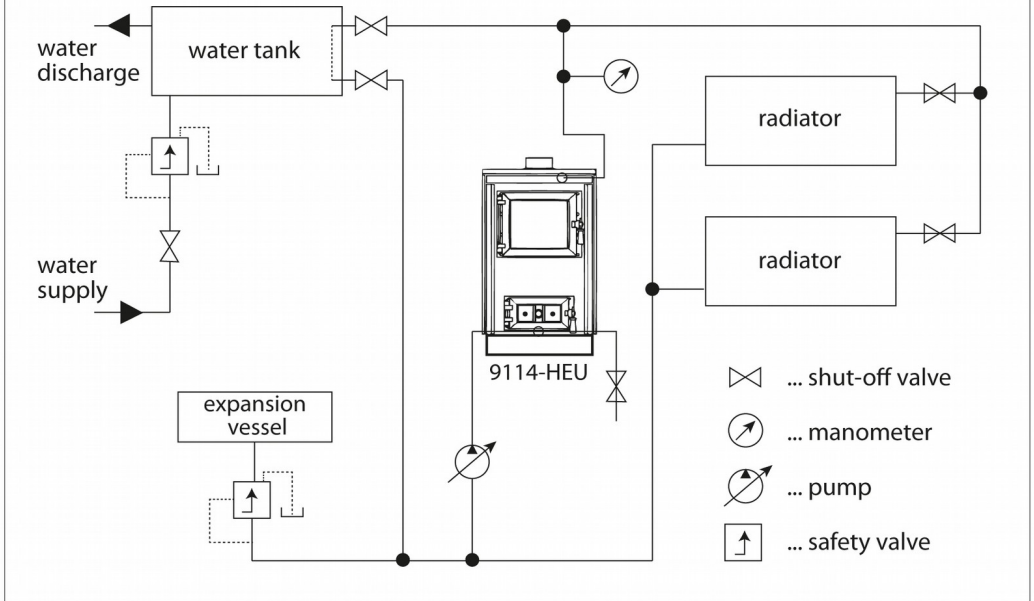 water
discharge
water tank
radiator
water
supply
radiator
9114-HEU
expansion
vessel
... shut-off valve
... manometer
... pump
... safety valve